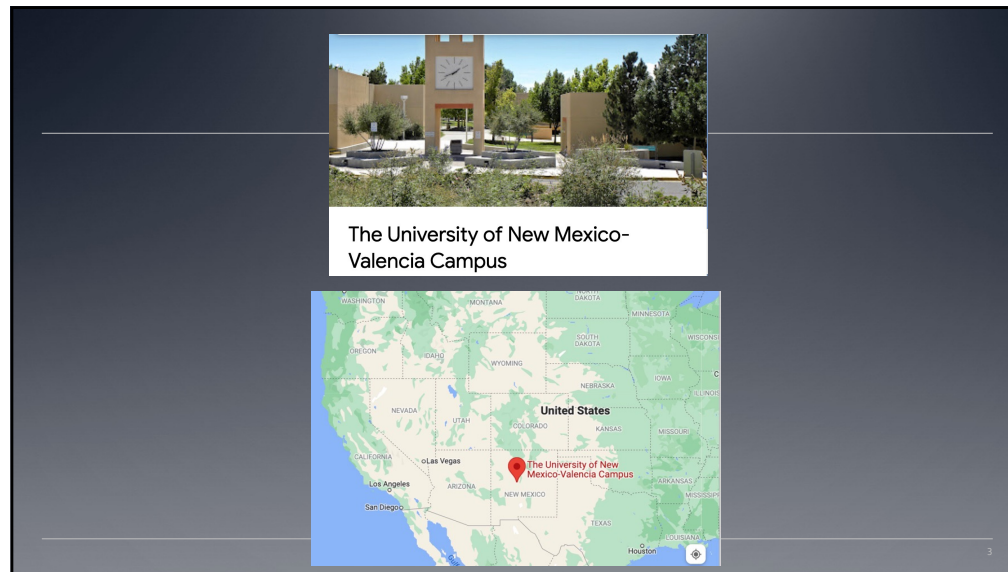 The University of New Mexico-
Valencia Campus
WASHINGTON
MONTANA
NORTH
DAKOTA
MINNESOTA
OREGON
IDAHO
SOUTH
DAKOTA
WISCONSI
WYOMING
IOWA
NEBRASKA
ILLINOIS
NEVADA
UTAH
United States
COLORADO
KANSAS
MISSOURI
CALIFORNIA
Las Vegas
The University of New
Mexico-Valencia Campus
Los Angeles
ARIZONA
NEW MEXICO
ARKANSAS
MISSISSIPP
San Diego
TEXAS
LOUISIANA
Houston
3